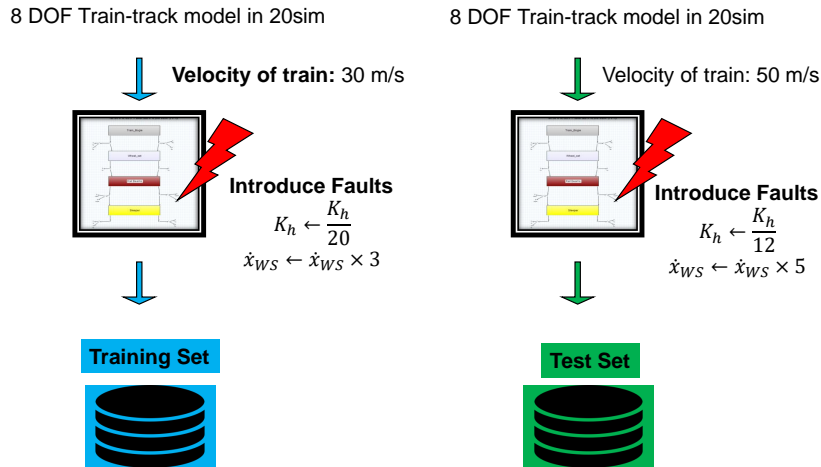 8 DOF Train-track model in 20sim
Velocity of train: 30 m/s
Introduce Faults
K_h ← K_h/20
ẋ_WS ← ẋ_WS × 3
Training Set
8 DOF Train-track model in 20sim
Velocity of train: 50 m/s
Introduce Faults
K_h ← K_h/12
ẋ_WS ← ẋ_WS × 5
Test Set